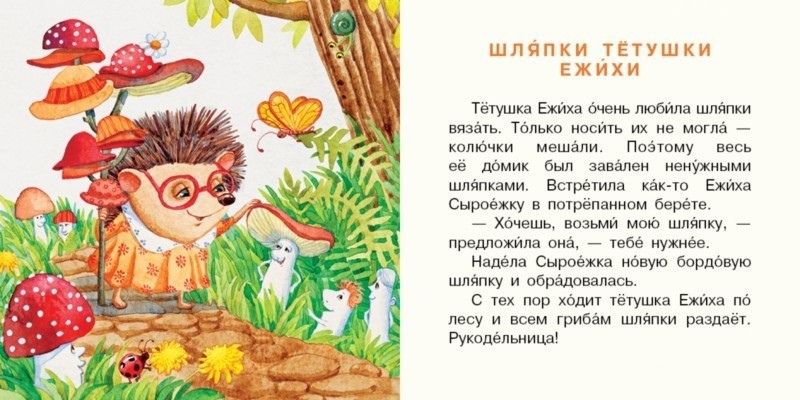 ШЛЯ́ПКИ ТЁТУШКИ
ЕЖИ́ХИ
Тётушка Ежи́ха о́чень люби́ла шля́пки
вяза́ть. То́лько носи́ть их не могла́ —
колю́чки меша́ли. Поэ́тому весь
её до́мик был зава́лен нену́жными
шля́пками. Встре́тила ка́к-то Ежи́ха
Сырое́жку в потрёпанном бере́те.
— Хо́чешь, возьми́ мою́ шля́пку, —
предложи́ла она́, — тебе́ нужне́е.
Наде́ла Сырое́жка но́вую бордо́вую
шля́пку и обра́довалась.
С тех пор хо́дит тётушка Ежи́ха по́
лесу и всем гриба́м шля́пки раздаёт.
Рукоде́льница!